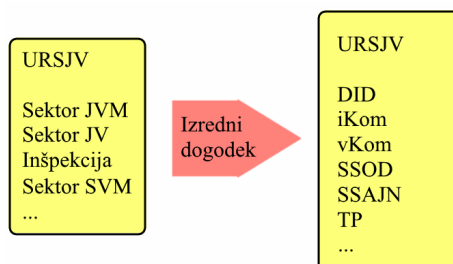 URSJV
Sektor JVM
Sektor JV
Inšpekcija
Sektor SVM
...
Izredni
dogodek
URSJV
DID
iKom
vKom
SSOD
SSAJN
TP
...